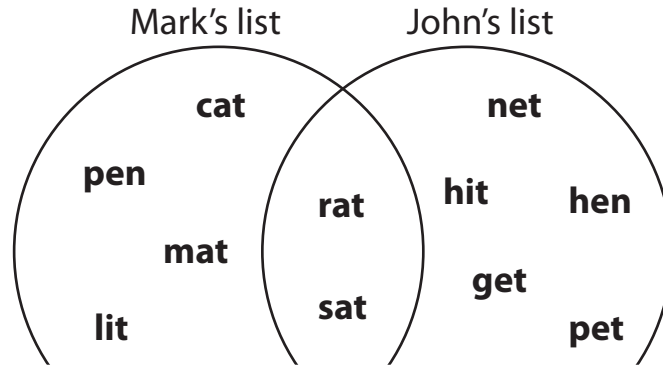 Mark's list
John's list
cat
net
pen
hit
hen
rat
mat
get
sat
lit
pet